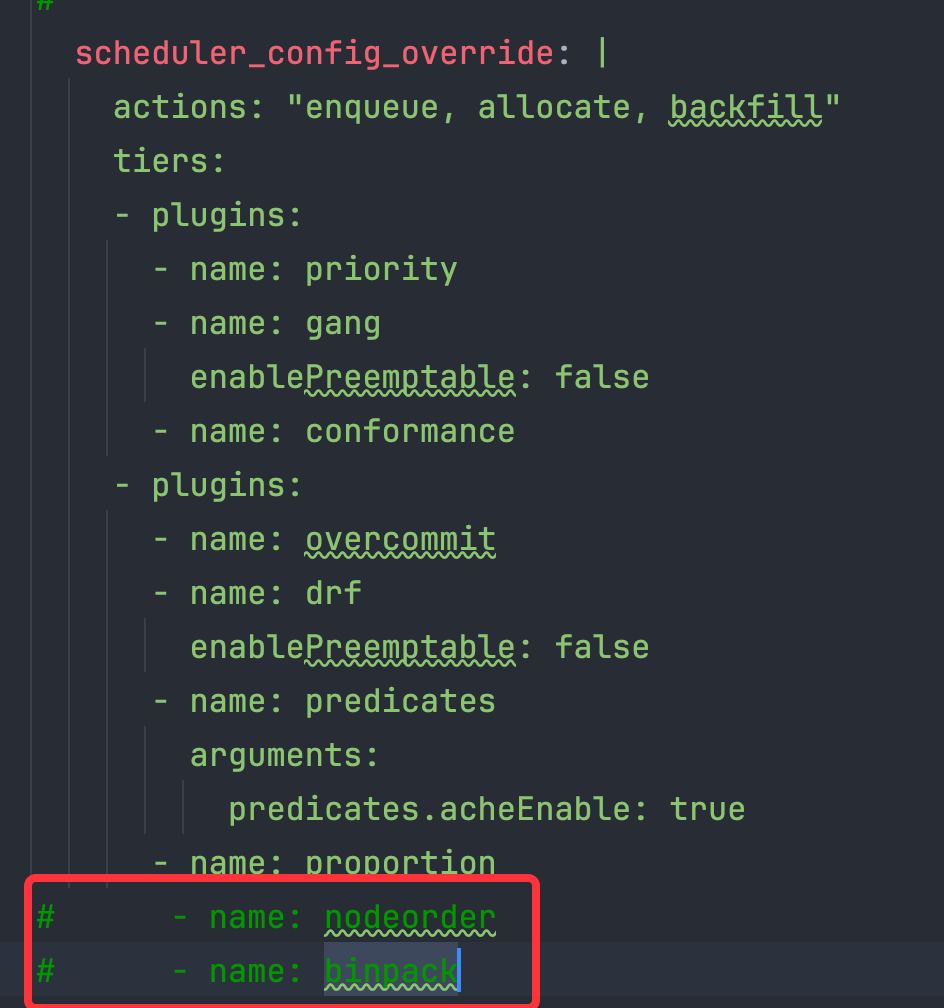 #
scheduler_config_override: |
actions: "enqueue, allocate, backfill"
tiers:
- plugins:
- name: priority
- name: gang
enablePreemptable: false
- name: conformance
- plugins:
- name: overcommit
- name: drf
enablePreemptable: false
- name: predicates
arguments:
predicates.acheEnable: true
- name: proportion
# - name: nodeorder
# - name: binpack